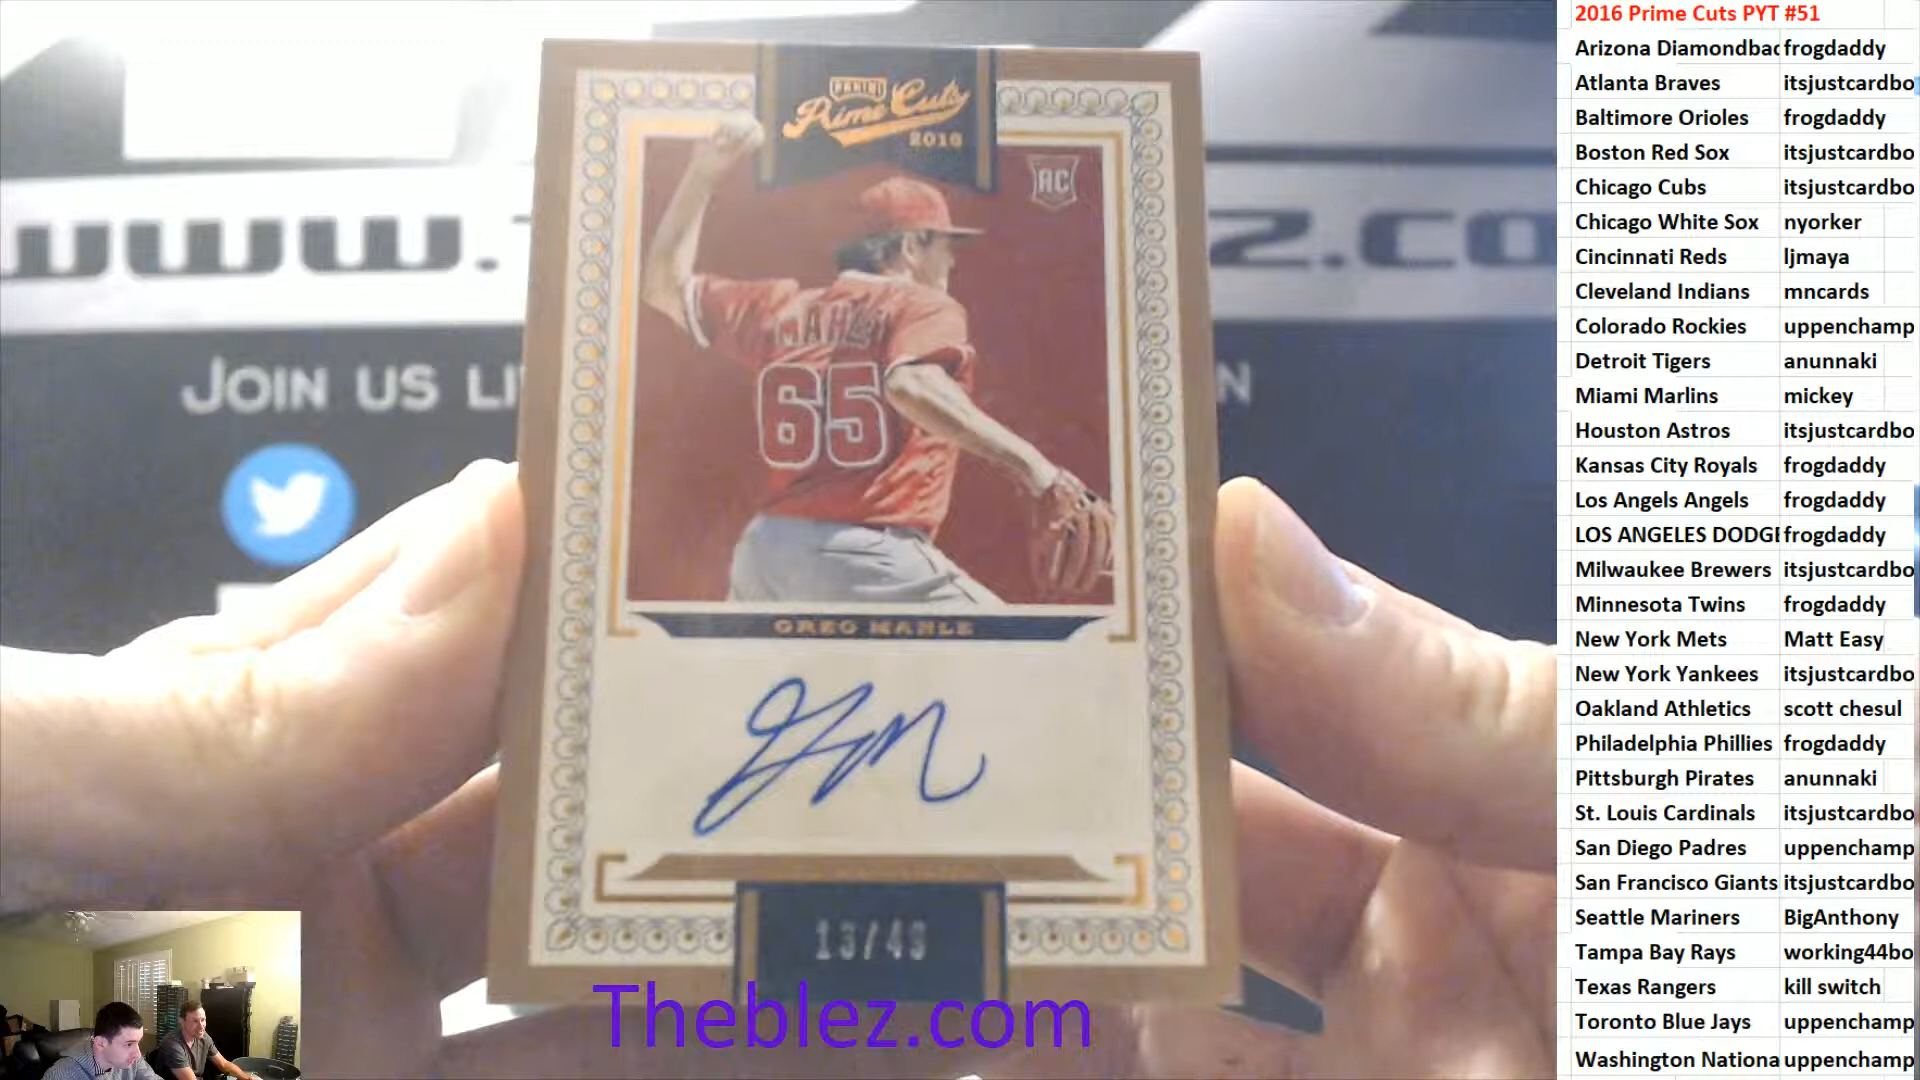 PANINI
Prime Cuts
2016
RC
MAHLE
65
GREG MAHLE
13/49
www.
z.co
JOIN US LI
N
Theblez.com
2016 Prime Cuts PYT #51
Arizona Diamondbac frogdaddy
Atlanta Braves itsjustcardbo
Baltimore Orioles frogdaddy
Boston Red Sox itsjustcardbo
Chicago Cubs itsjustcardbo
Chicago White Sox nyorker
Cincinnati Reds ljmaya
Cleveland Indians mncards
Colorado Rockies uppenchamp
Detroit Tigers anunnaki
Miami Marlins mickey
Houston Astros itsjustcardbo
Kansas City Royals frogdaddy
Los Angels Angels frogdaddy
LOS ANGELES DODGE frogdaddy
Milwaukee Brewers itsjustcardbo
Minnesota Twins frogdaddy
New York Mets Matt Easy
New York Yankees itsjustcardbo
Oakland Athletics scott chesul
Philadelphia Phillies frogdaddy
Pittsburgh Pirates anunnaki
St. Louis Cardinals itsjustcardbo
San Diego Padres uppenchamp
San Francisco Giants itsjustcardbo
Seattle Mariners BigAnthony
Tampa Bay Rays working44bo
Texas Rangers kill switch
Toronto Blue Jays uppenchamp
Washington Nationa uppenchamp